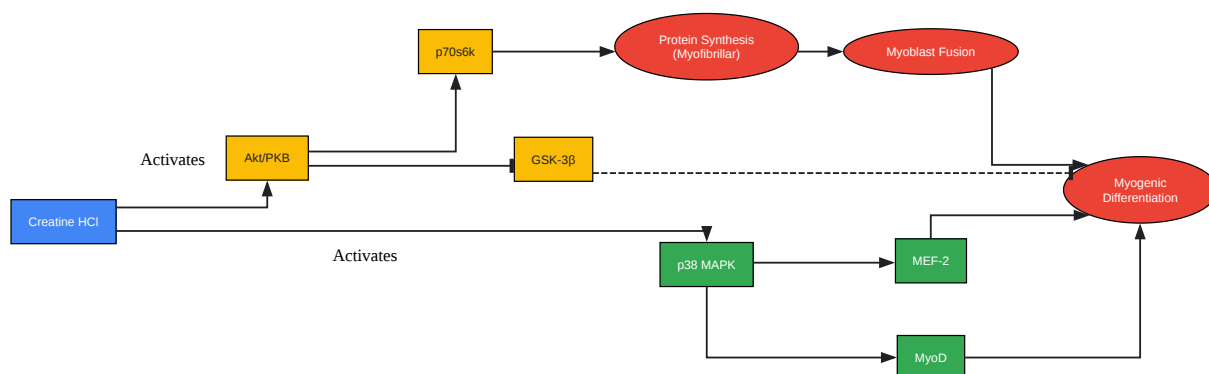 p70s6k
Protein Synthesis
(Myofibrillar)
Myoblast Fusion
Activates
Akt/PKB
GSK-3β
Myogenic
Differentiation
Creatine HCl
Activates
p38 MAPK
MEF-2
MyoD